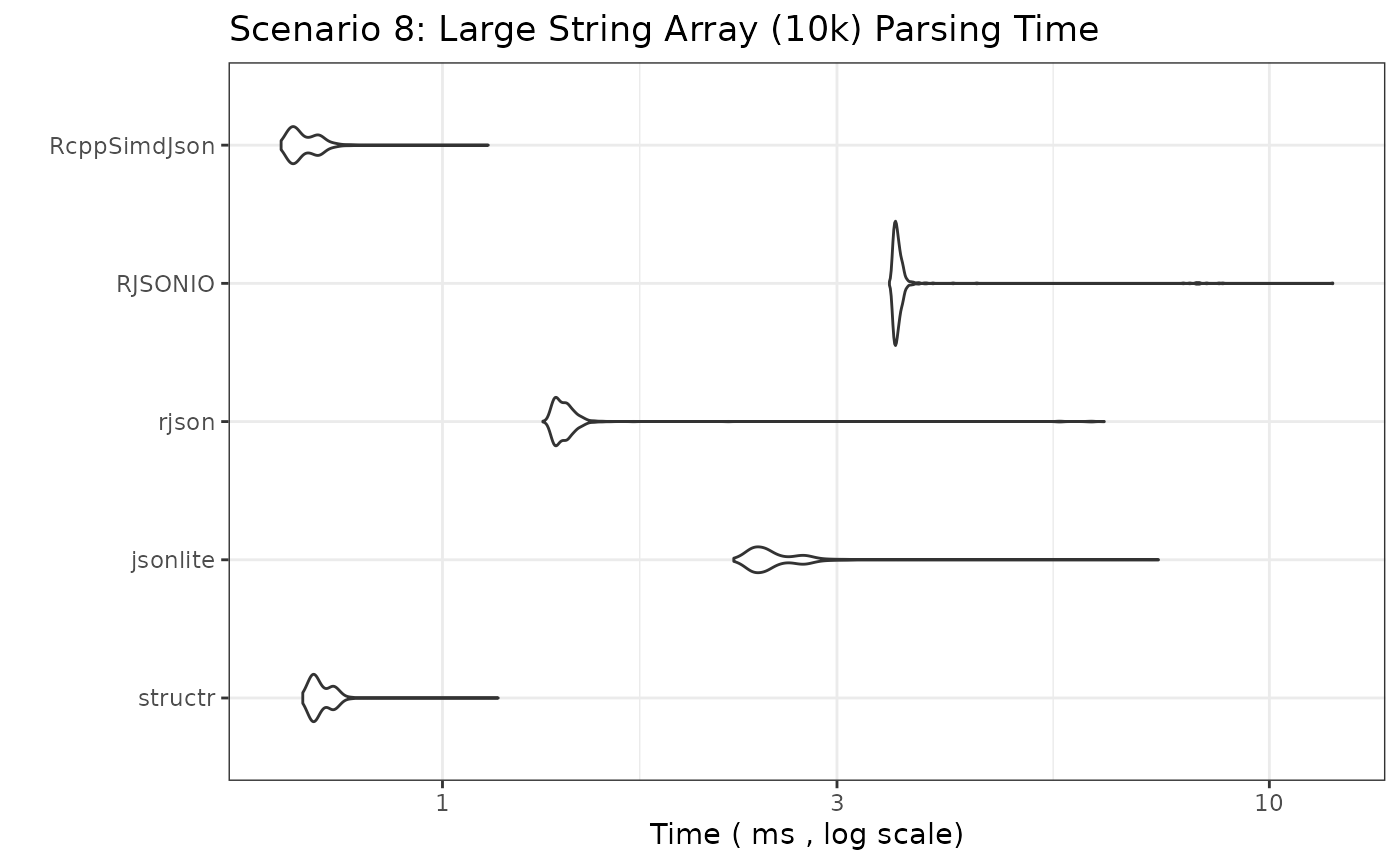 Scenario 8: Large String Array (10k) Parsing Time
RcppSimdJson
RJSONIO
rjson
jsonlite
structr
1 3 10
Time ( ms , log scale)